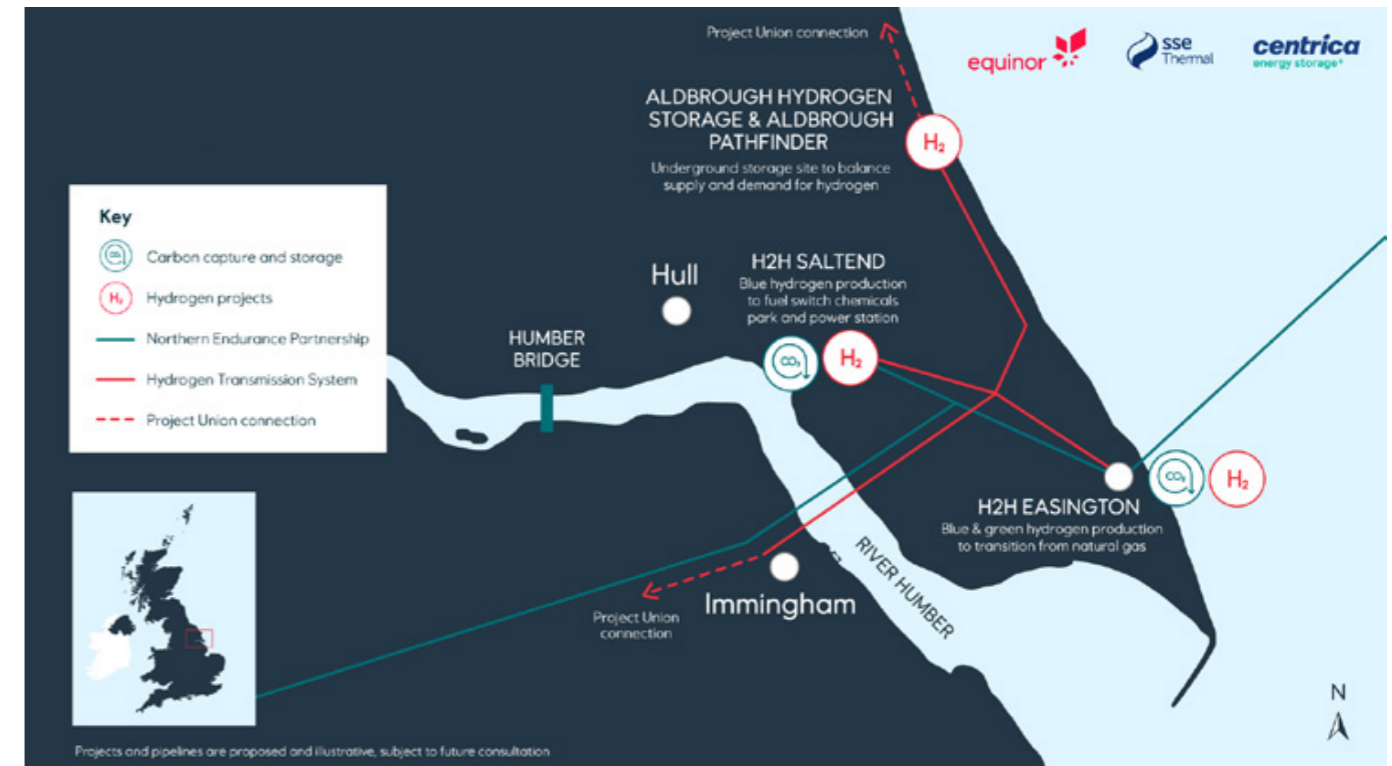 Project Union connection
equinor
sse
Thermal
centrica
energy storage+
ALDBROUGH HYDROGEN
STORAGE & ALDBROUGH
PATHFINDER
Underground storage site to balance
supply and demand for hydrogen
H₂
Key
CO₂
Carbon capture and storage
H₂
Hydrogen projects
Northern Endurance Partnership
Hydrogen Transmission System
Project Union connection
Hull
H2H SALTEND
Blue hydrogen production
to fuel switch chemicals
park and power station
HUMBER
BRIDGE
CO₂
H₂
CO₂
H₂
H2H EASINGTON
Blue & green hydrogen production
to transition from natural gas
RIVER HUMBER
Immingham
Project Union
connection
N
Projects and pipelines are proposed and illustrative, subject to future consultation